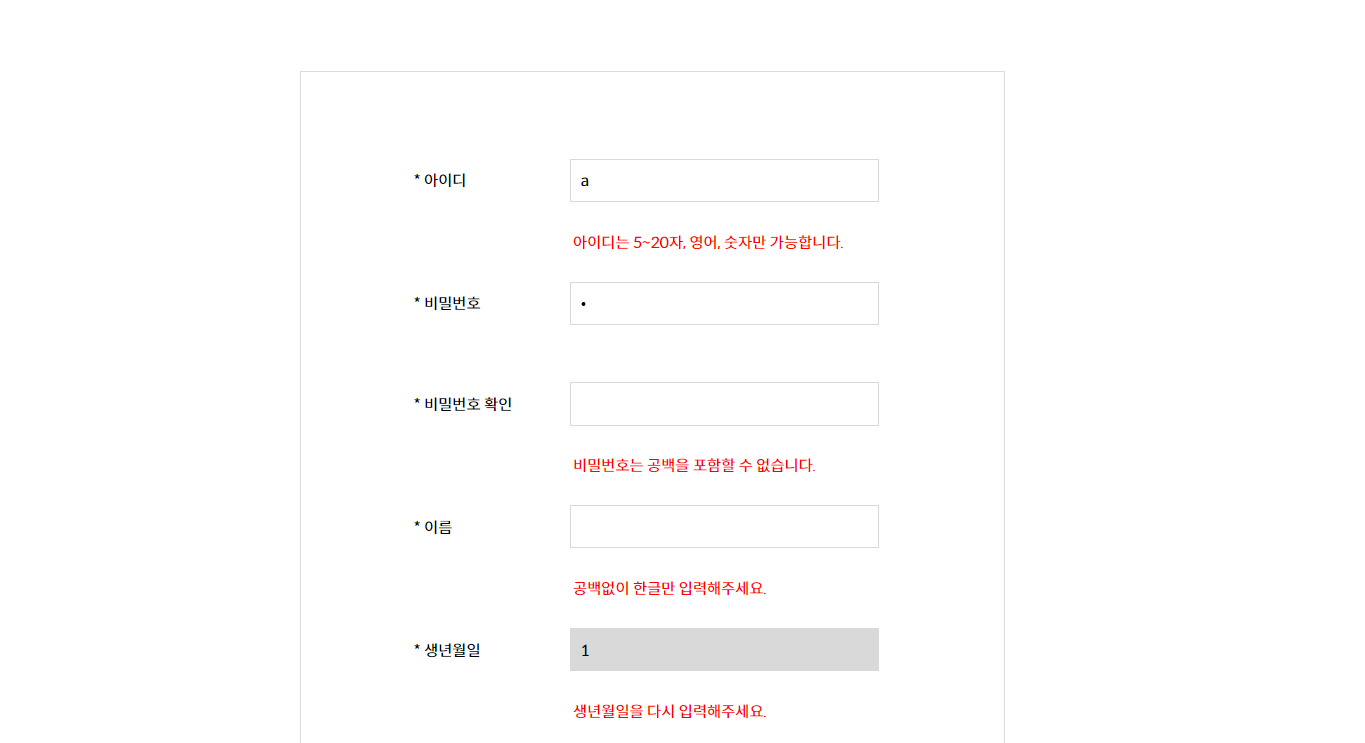 * 아이디
a
아이디는 5~20자, 영어, 숫자만 가능합니다.
* 비밀번호
•
* 비밀번호 확인
비밀번호는 공백을 포함할 수 없습니다.
* 이름
공백없이 한글만 입력해주세요.
* 생년월일
1
생년월일을 다시 입력해주세요.